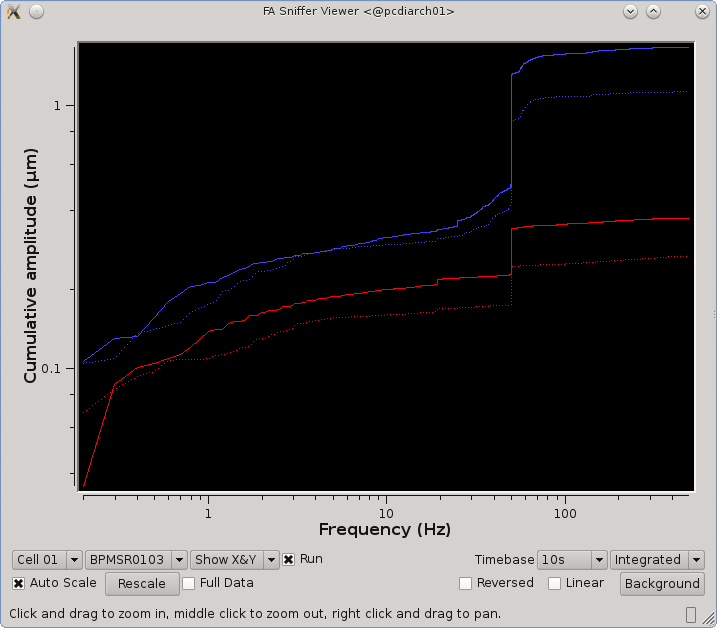 FA Sniffer Viewer <@pcdiarch01>
Cumulative amplitude (μm)
1
0.1
1 10 100
Frequency (Hz)
Cell 01 BPMSR0103 Show X&Y Run Timebase 10s Integrated
Auto Scale Rescale Full Data Reversed Linear Background
Click and drag to zoom in, middle click to zoom out, right click and drag to pan.